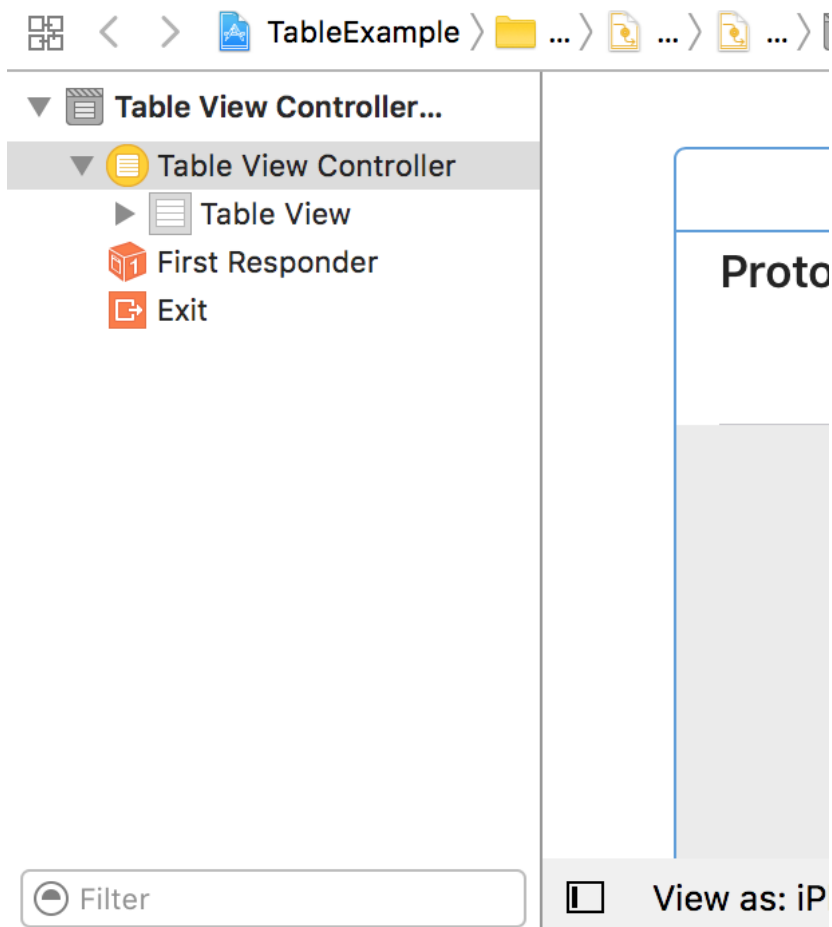 TableExample ... ... ...
Table View Controller...
Table View Controller
Table View
First Responder
Exit
Proto
Filter
View as: iP